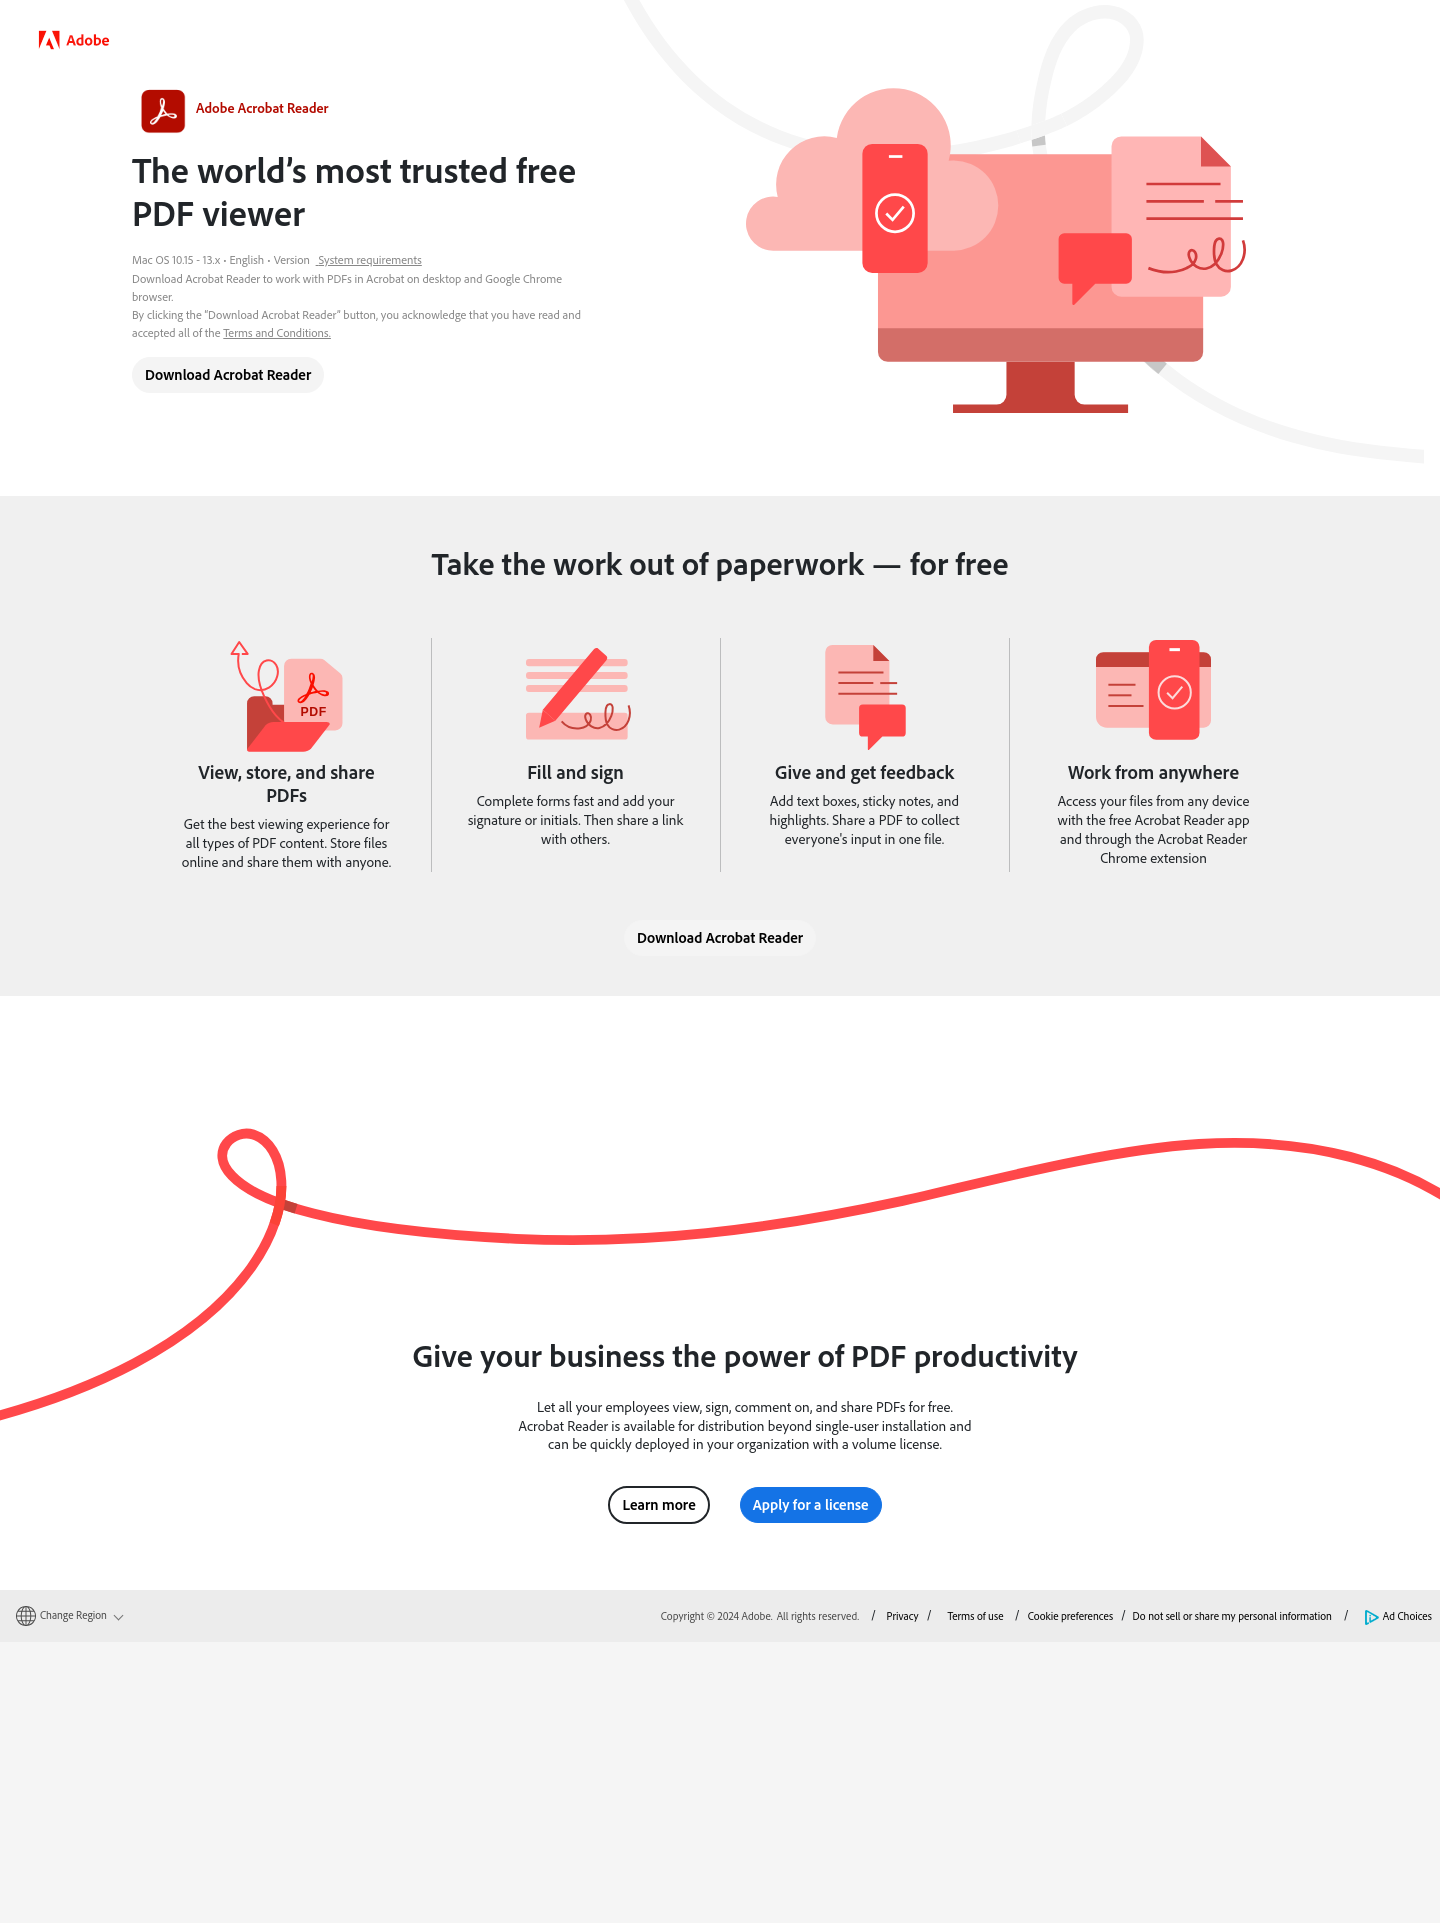 Adobe
Adobe Acrobat Reader
The world’s most trusted free
PDF viewer
Mac OS 10.15 - 13.x • English • Version System requirements
Download Acrobat Reader to work with PDFs in Acrobat on desktop and Google Chrome
browser.
By clicking the “Download Acrobat Reader” button, you acknowledge that you have read and
accepted all of the Terms and Conditions.
Download Acrobat Reader
Take the work out of paperwork — for free
PDF
View, store, and share
PDFs
Get the best viewing experience for
all types of PDF content. Store files
online and share them with anyone.
Fill and sign
Complete forms fast and add your
signature or initials. Then share a link
with others.
Give and get feedback
Add text boxes, sticky notes, and
highlights. Share a PDF to collect
everyone’s input in one file.
Work from anywhere
Access your files from any device
with the free Acrobat Reader app
and through the Acrobat Reader
Chrome extension
Download Acrobat Reader
Give your business the power of PDF productivity
Let all your employees view, sign, comment on, and share PDFs for free.
Acrobat Reader is available for distribution beyond single-user installation and
can be quickly deployed in your organization with a volume license.
Learn more
Apply for a license
Change Region
Copyright © 2024 Adobe. All rights reserved. / Privacy / Terms of use / Cookie preferences / Do not sell or share my personal information / Ad Choices